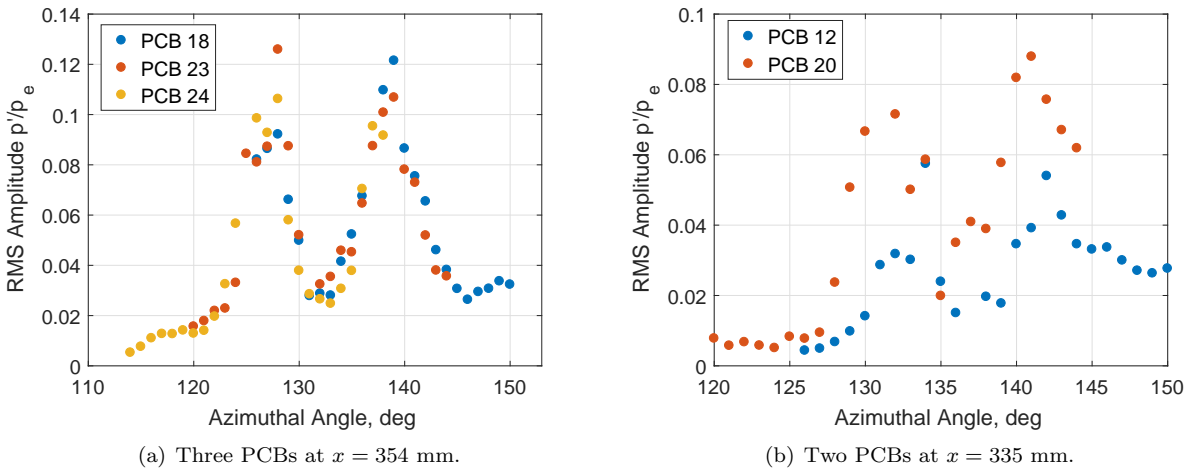 0.14
0.12
0.1
0.08
0.06
0.04
0.02
0
RMS Amplitude p'/p_e
PCB 18
PCB 23
PCB 24
110 120 130 140 150
Azimuthal Angle, deg
(a) Three PCBs at x = 354 mm.
0.1
0.08
0.06
0.04
0.02
0
RMS Amplitude p'/p_e
PCB 12
PCB 20
120 125 130 135 140 145 150
Azimuthal Angle, deg
(b) Two PCBs at x = 335 mm.